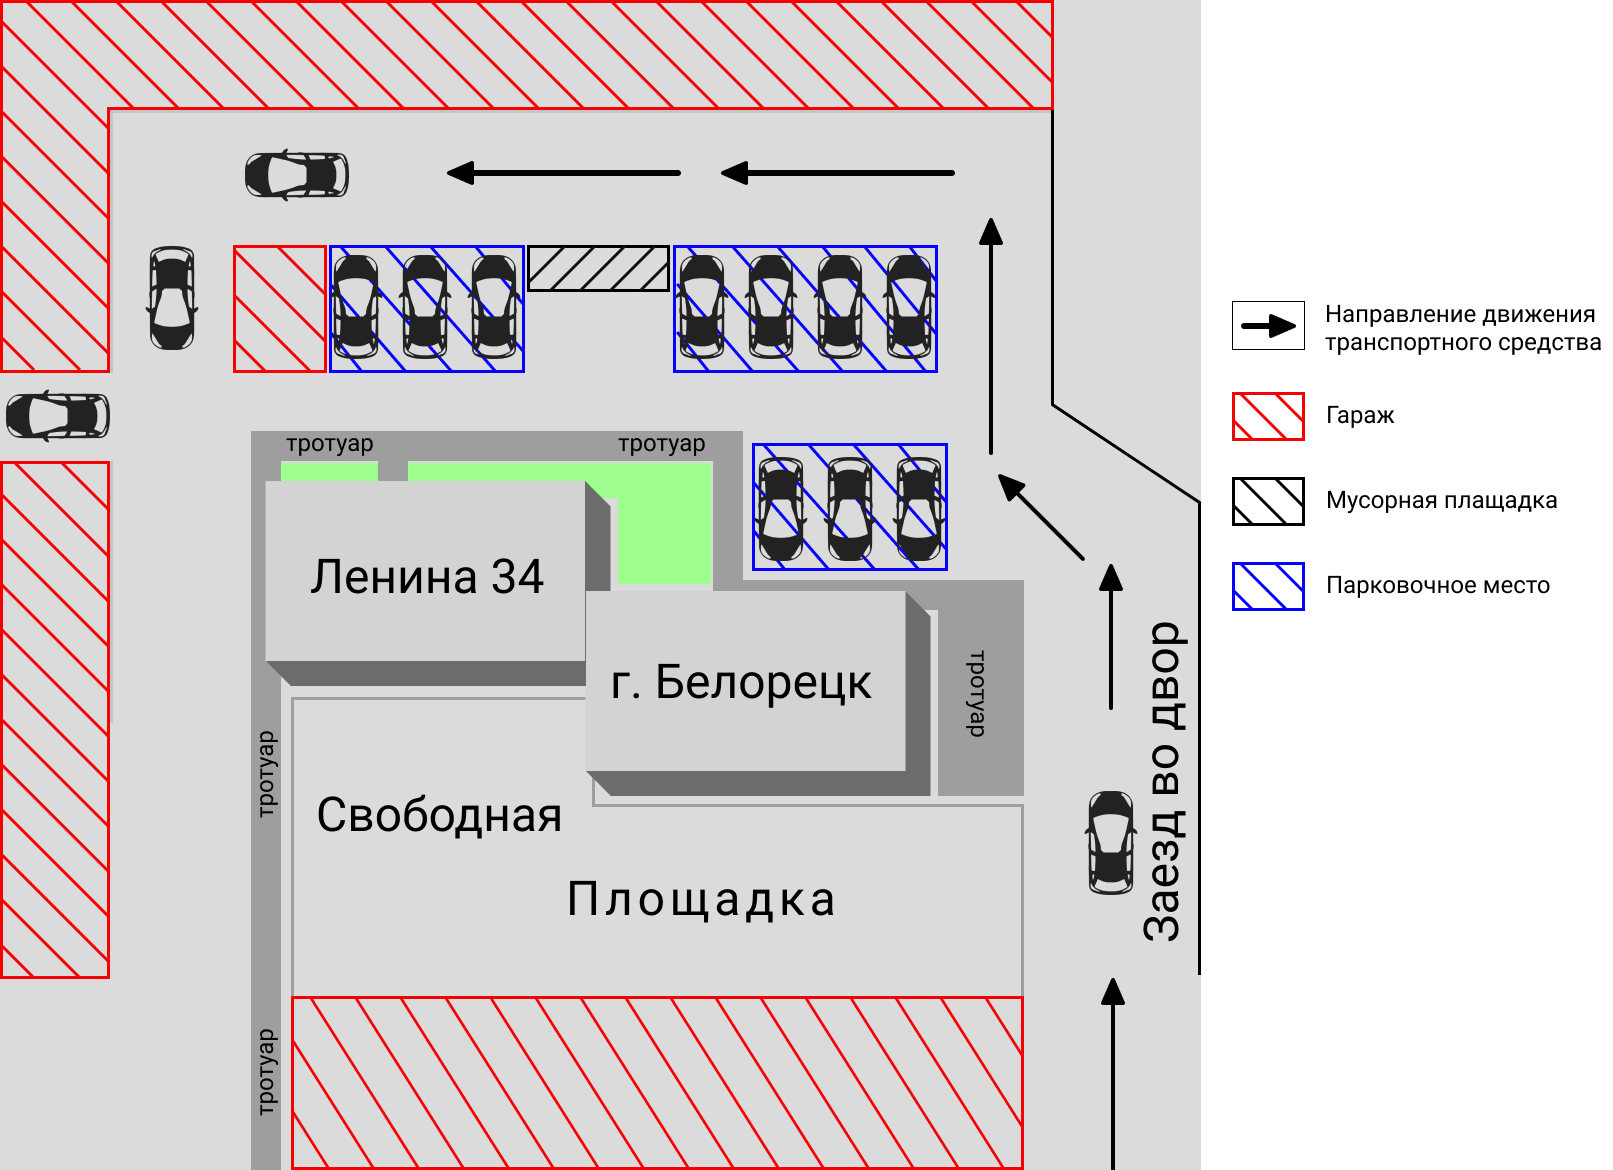 тротуар
тротуар
Ленина 34
г. Белорецк
тротуар
Заезд во двор
тротуар
Свободная
Площадка
тротуар
Направление движения
транспортного средства
Гараж
Мусорная плащадка
Парковочное место